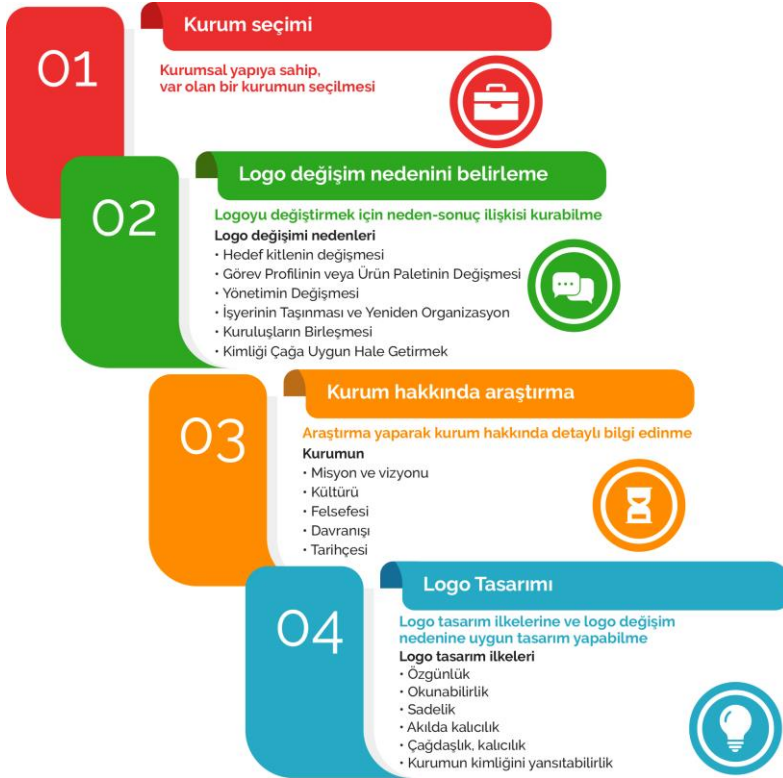 01
Kurum seçimi
Kurumsal yapıya sahip,
var olan bir kurumun seçilmesi
02
Logo değişim nedenini belirleme
Logoyu değiştirmek için neden-sonuç ilişkisi kurabilme
Logo değişimi nedenleri
• Hedef kitlenin değişmesi
• Görev Profilinin veya Ürün Paletinin Değişmesi
• Yönetimin Değişmesi
• İşyerinin Taşınması ve Yeniden Organizasyon
• Kuruluşların Birleşmesi
• Kimliği Çağa Uygun Hale Getirmek
03
Kurum hakkında araştırma
Araştırma yaparak kurum hakkında detaylı bilgi edinme
Kurumun
• Misyon ve vizyonu
• Kültürü
• Felsefesi
• Davranışı
• Tarihçesi
04
Logo Tasarımı
Logo tasarım ilkelerine ve logo değişim
nedenine uygun tasarım yapabilme
Logo tasarım ilkeleri
• Özgünlük
• Okunabilirlik
• Sadelik
• Akılda kalıcılık
• Çağdaşlık, kalıcılık
• Kurumun kimliğini yansıtabilirlik